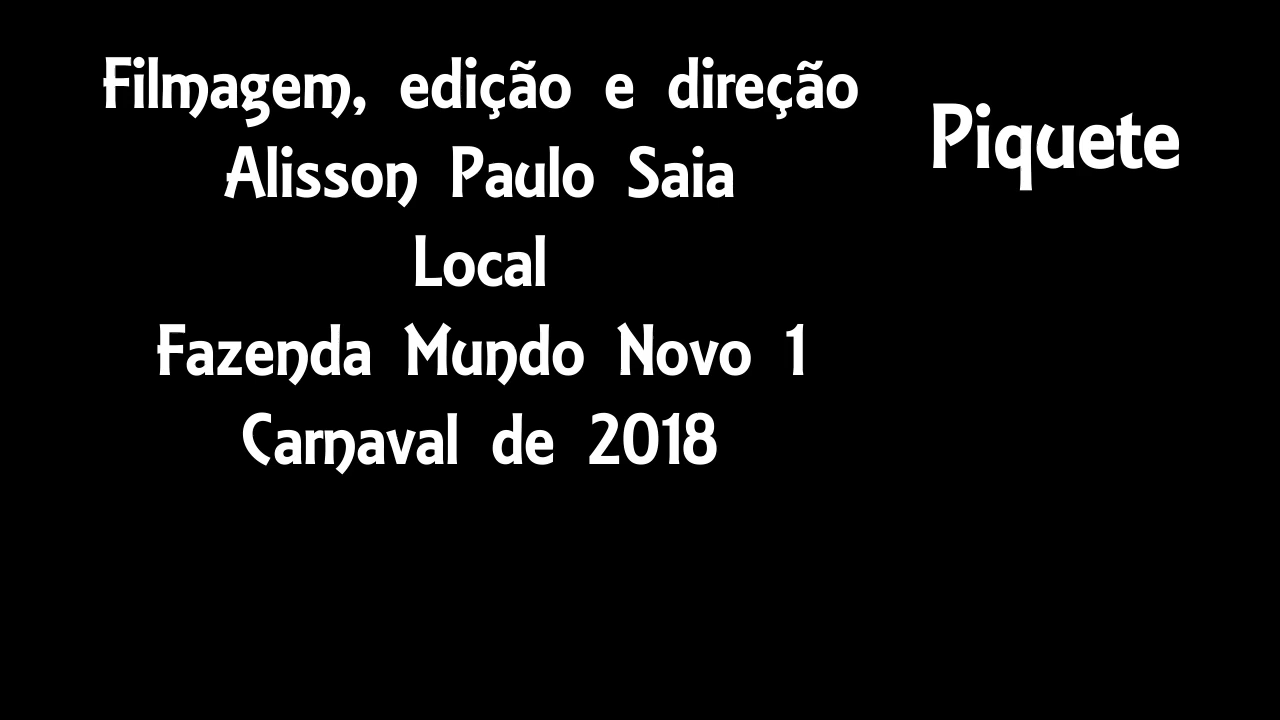 Filmagem, edição e direção
Alisson Paulo Saia
Local
Fazenda Mundo Novo 1
Carnaval de 2018
Piquete